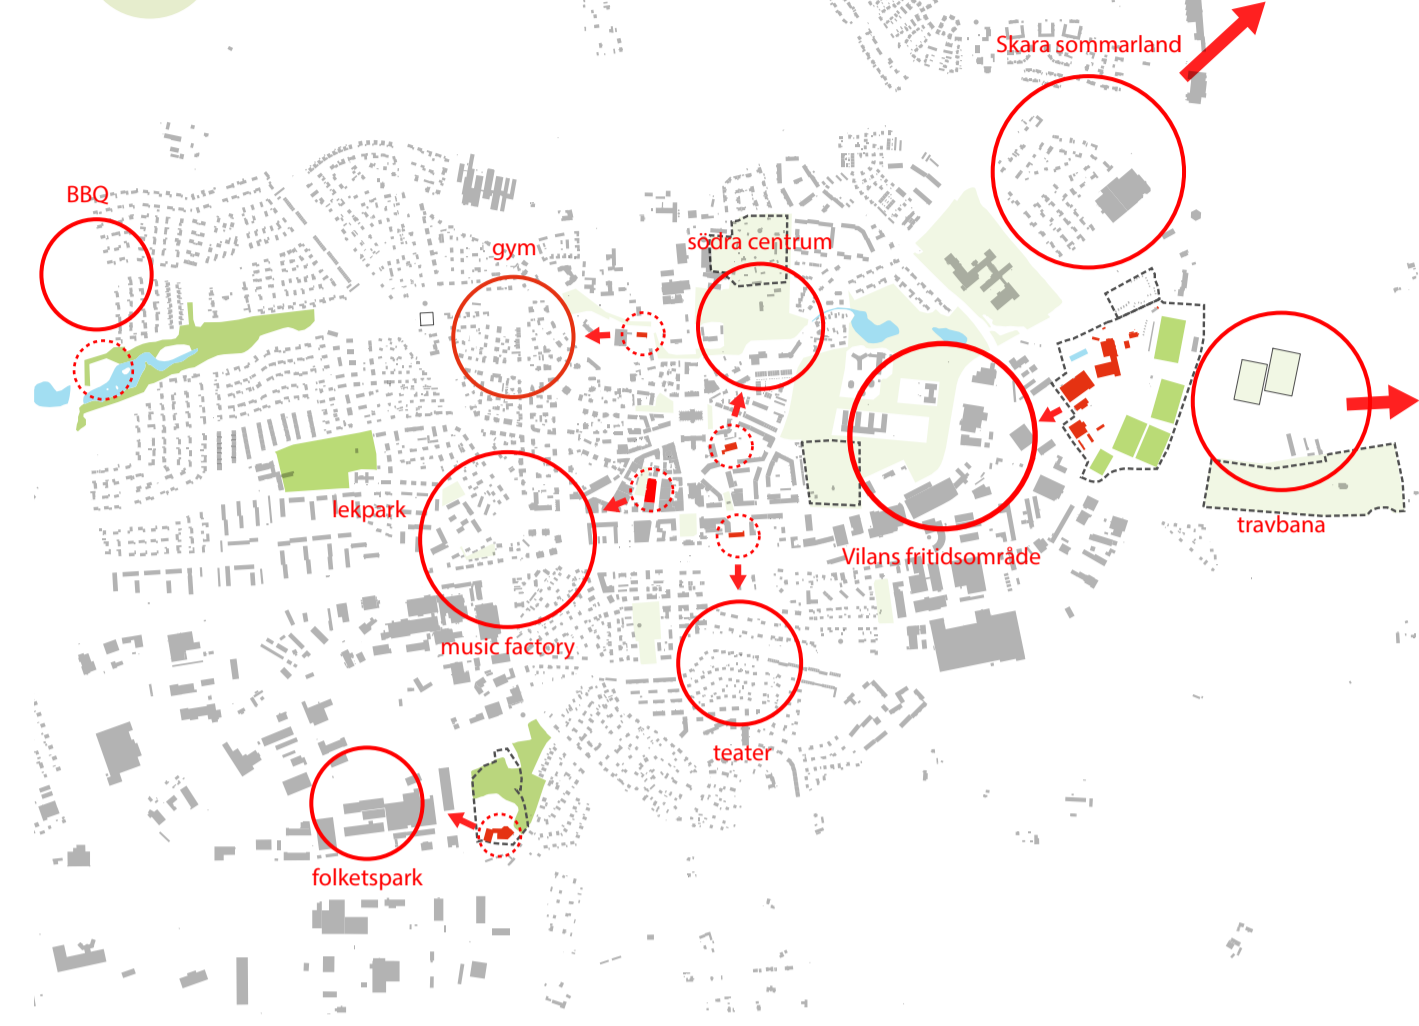 Skara sommarland
BBQ
gym
södra centrum
lekpark
travbana
Vilans fritidsområde
music factory
teater
folketspark